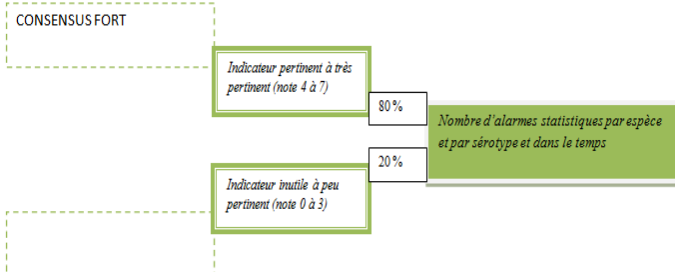 CONSENSUS FORT
Indicateur pertinent à très
pertinent (note 4 à 7)
80%
Nombre d'alarmes statistiques par espèce
et par sérotype et dans le temps
20%
Indicateur inutile à peu
pertinent (note 0 à 3)